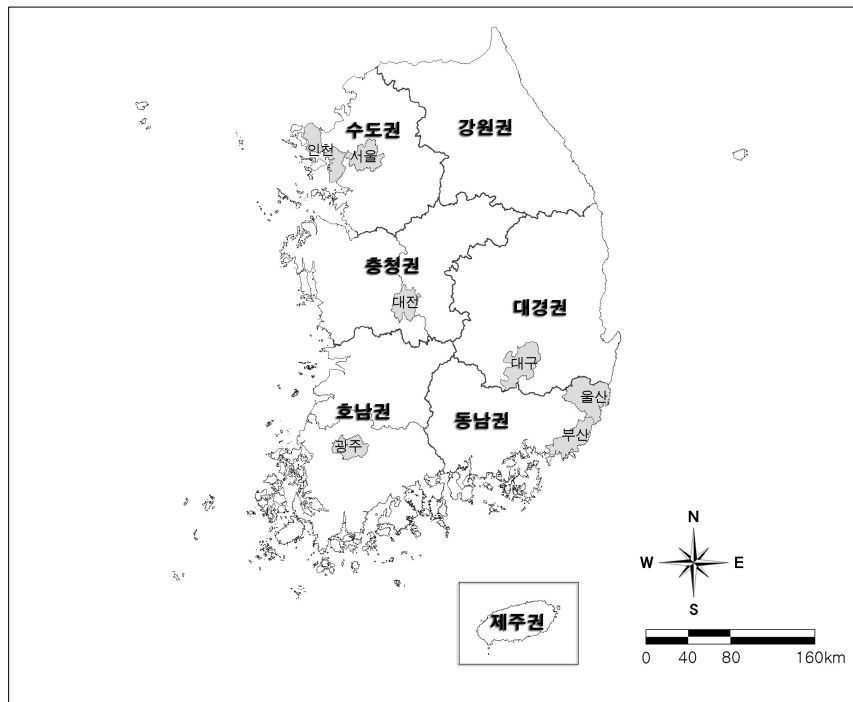 수도권
강원권
인천
서울
충청권
대전
대경권
대구
울산
호남권
동남권
부산
광주
N
W
E
S
제주권
0 40 80 160km